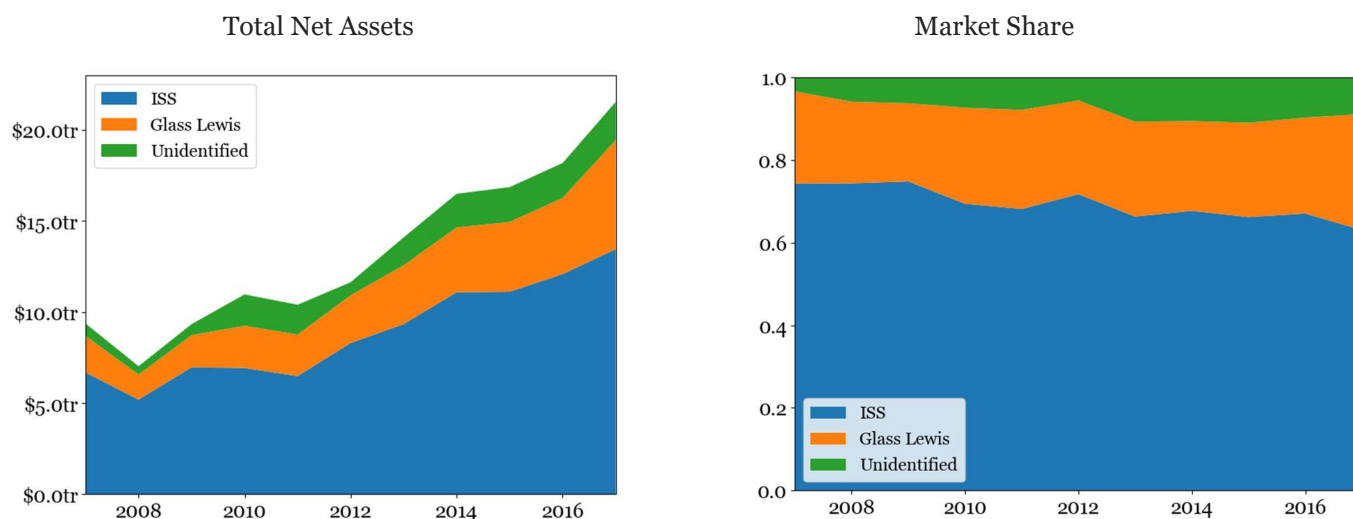 Total Net Assets
ISS
Glass Lewis
Unidentified
$20.0tr
$15.0tr
$10.0tr
$5.0tr
$0.0tr
2008 2010 2012 2014 2016
Market Share
1.0
0.8
0.6
0.4
0.2
0.0
ISS
Glass Lewis
Unidentified
2008 2010 2012 2014 2016